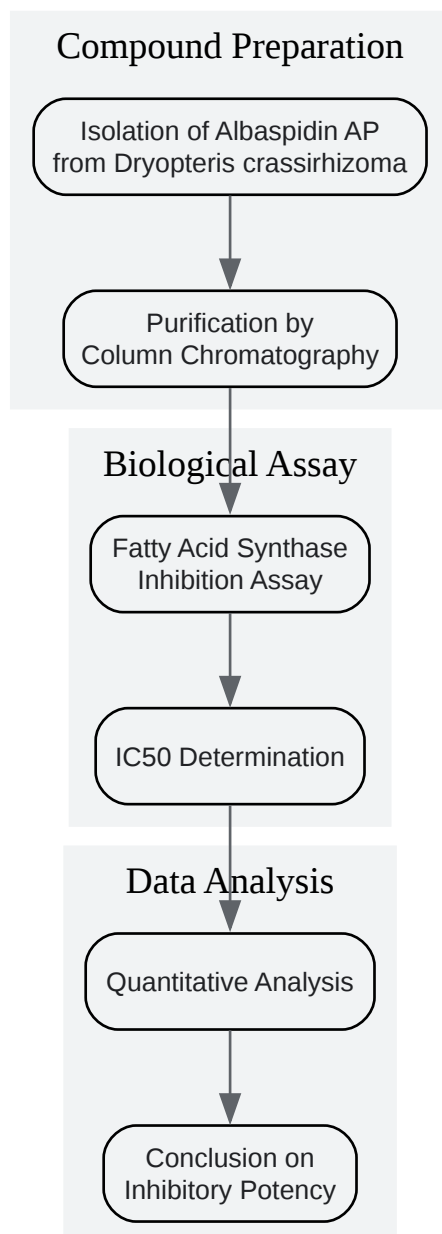 Compound Preparation
Isolation of Albaspidin AP
from Dryopteris crassirhizoma
Purification by
Column Chromatography
Biological Assay
Fatty Acid Synthase
Inhibition Assay
IC50 Determination
Data Analysis
Quantitative Analysis
Conclusion on
Inhibitory Potency